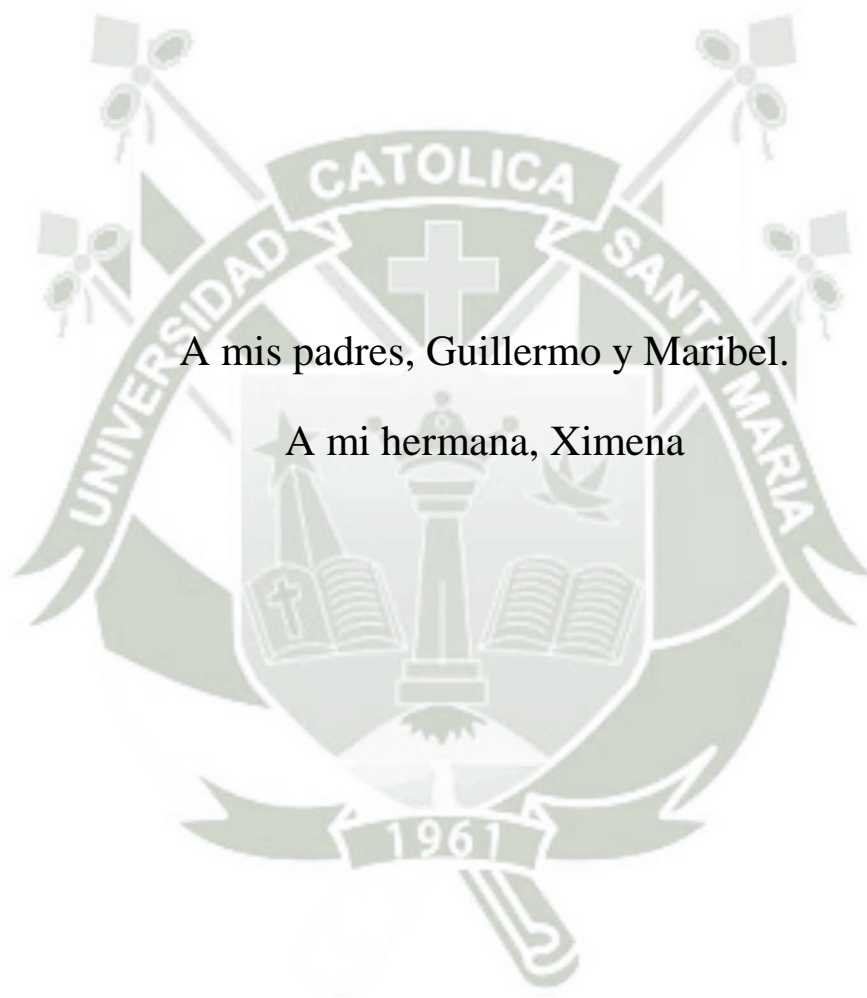 UNIVERSIDAD CATOLICA SANTA MARIA
A mis padres, Guillermo y Maribel.
A mi hermana, Ximena
1961